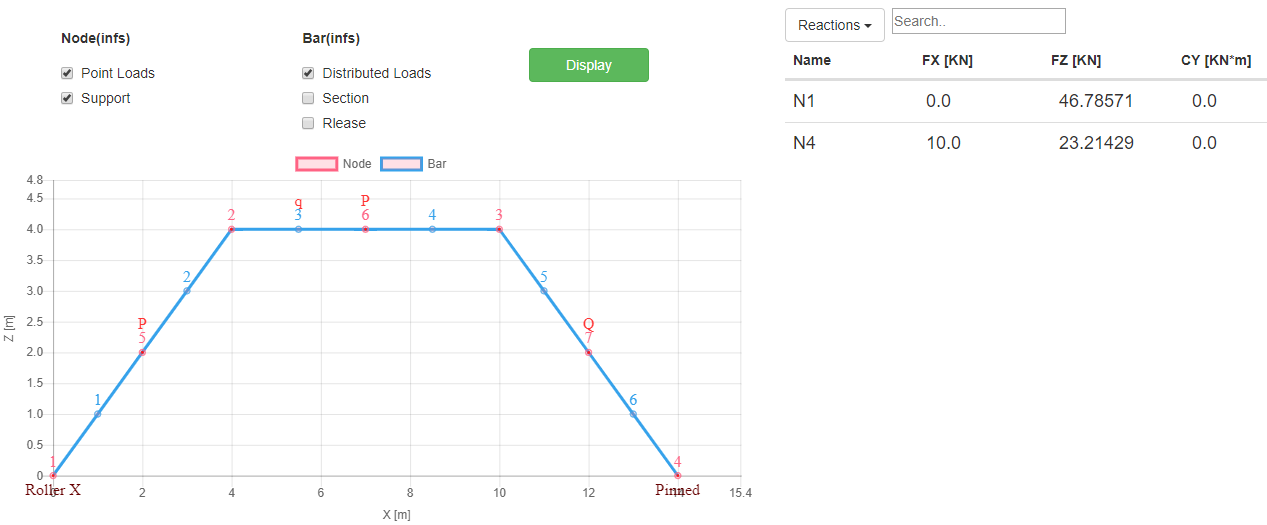 Node(infs)
Point Loads
Support
Bar(infs)
Distributed Loads
Section
Rlease
Display
Reactions
Search..
Name FX [KN] FZ [KN] CY [KN*m]
N1 0.0 46.78571 0.0
N4 10.0 23.21429 0.0
Node Bar
4.8
4.5
q P
2 3 6 4 3
4.0
3.5
2 5
3.0
P Q
2.5
5 7
2.0
1.5
1 6
1.0
0.5
1 4
0
Roller X Pinned
0 2 4 6 8 10 12 14 15.4
X [m]
Z [m]